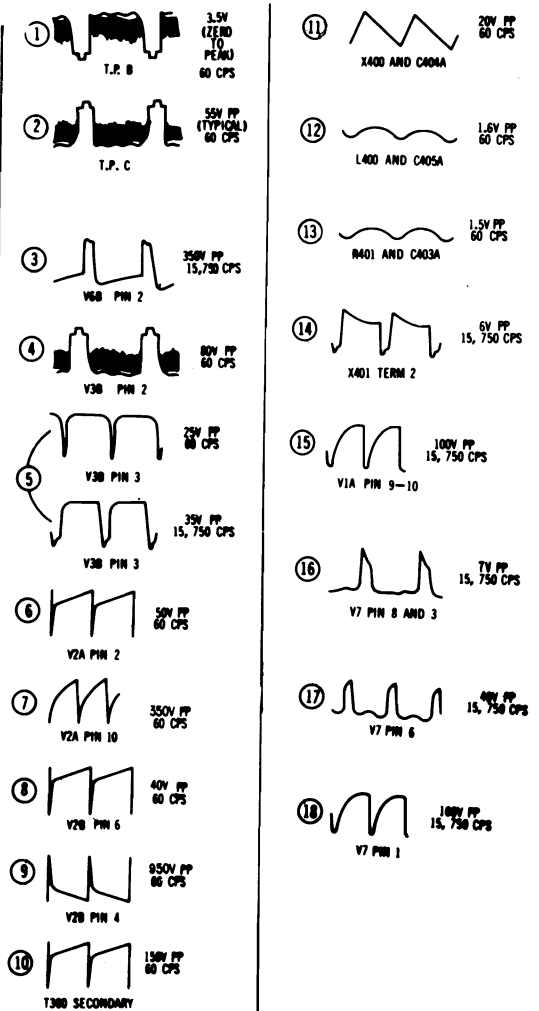 1
3.5V
(ZERO
TO
PEAK)
60 CPS
T.P. B
2
55V PP
(TYPICAL)
60 CPS
T.P. C
3
350V PP
15,750 CPS
V6B PIN 2
4
80V PP
60 CPS
V3B PIN 2
5
25V PP
60 CPS
V3B PIN 3
35V PP
15,750 CPS
V3B PIN 3
6
50V PP
60 CPS
V2A PIN 2
7
350V PP
60 CPS
V2A PIN 10
8
40V PP
60 CPS
V2B PIN 6
9
950V PP
60 CPS
V2B PIN 4
10
150V PP
60 CPS
T300 SECONDARY
11
20V PP
60 CPS
X400 AND C404A
12
1.6V PP
60 CPS
L400 AND C405A
13
1.5V PP
60 CPS
R401 AND C403A
14
6V PP
15, 750 CPS
X401 TERM 2
15
100V PP
15, 750 CPS
V1A PIN 9-10
16
7V PP
15, 750 CPS
V7 PIN 8 AND 3
17
40V PP
15, 750 CPS
V7 PIN 6
18
100V PP
15, 750 CPS
V7 PIN 1